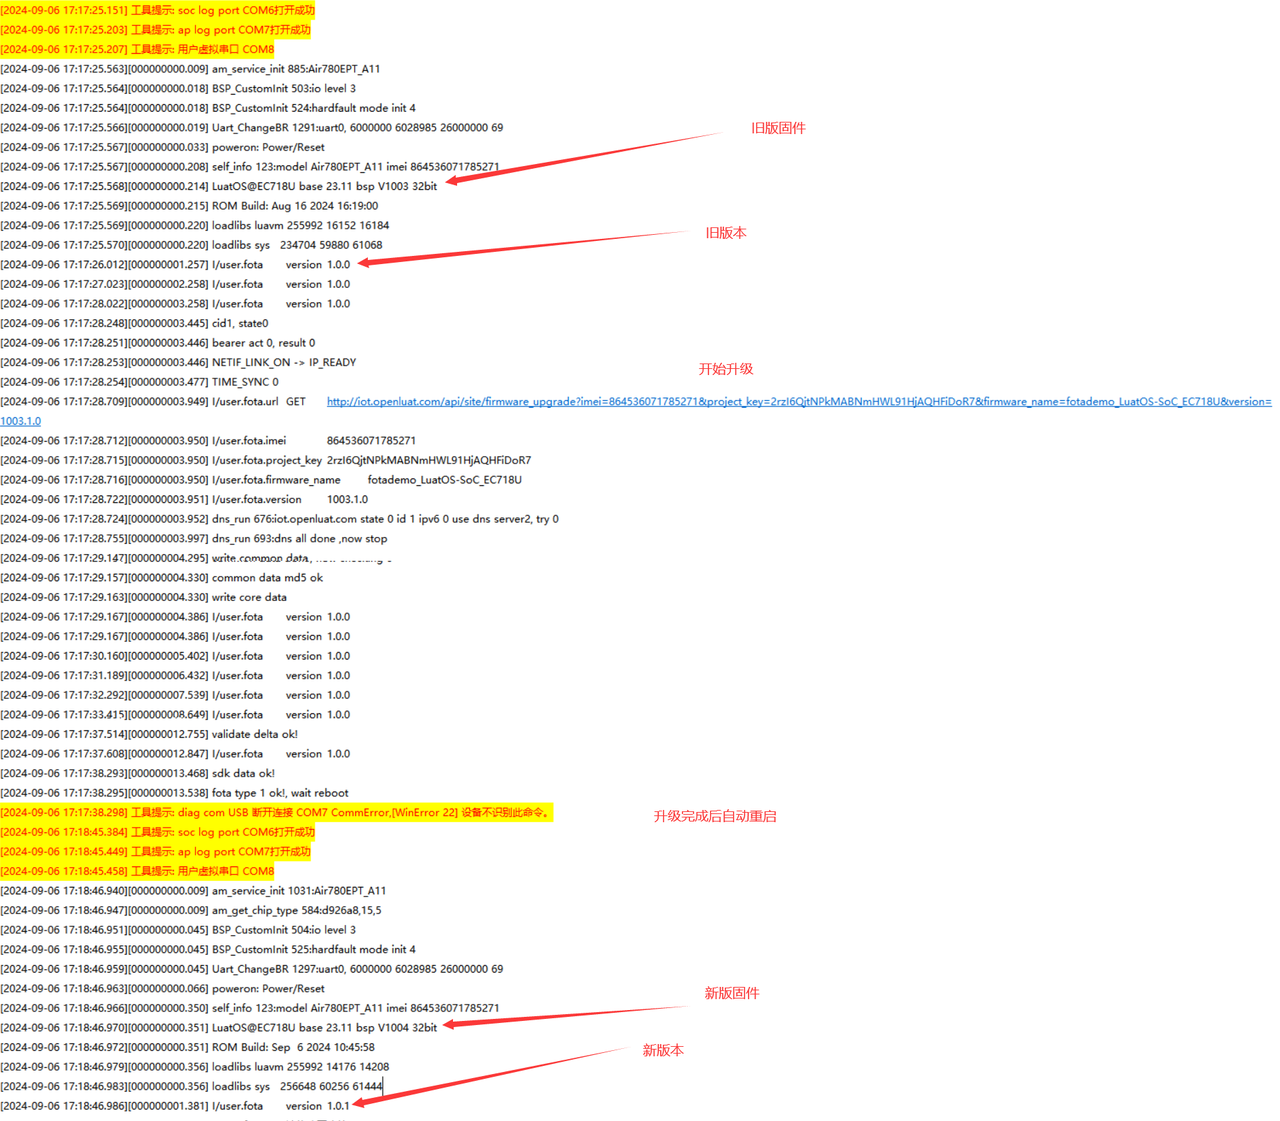 [2024-09-06 17:17:25.151] 工具提示: soc log port COM6打开成功
[2024-09-06 17:17:25.203] 工具提示: ap log port COM7打开成功
[2024-09-06 17:17:25.207] 工具提示: 用户虚拟串口 COM8
[2024-09-06 17:17:25.563][000000000.009] am_service_init 885:Air780EPT_A11
[2024-09-06 17:17:25.564][000000000.018] BSP_CustomInit 503:io level 3
[2024-09-06 17:17:25.564][000000000.018] BSP_CustomInit 524:hardfault mode init 4
[2024-09-06 17:17:25.566][000000000.019] Uart_ChangeBR 1291:uart0, 6000000 6028985 26000000 69
旧版固件
[2024-09-06 17:17:25.567][000000000.033] poweron: Power/Reset
[2024-09-06 17:17:25.567][000000000.208] self_info 123:model Air780EPT_A11 imei 864536071785271
[2024-09-06 17:17:25.568][000000000.214] LuatOS@EC718U base 23.11 bsp V1003 32bit
[2024-09-06 17:17:25.569][000000000.215] ROM Build: Aug 16 2024 16:19:00
[2024-09-06 17:17:25.569][000000000.220] loadlibs luavm 255992 16152 16184
旧版本
[2024-09-06 17:17:25.570][000000000.220] loadlibs sys 234704 59880 61068
[2024-09-06 17:17:26.012][000000001.257] I/user.fota version 1.0.0
[2024-09-06 17:17:27.023][000000002.258] I/user.fota version 1.0.0
[2024-09-06 17:17:28.022][000000003.258] I/user.fota version 1.0.0
[2024-09-06 17:17:28.248][000000003.445] cid1, state0
[2024-09-06 17:17:28.251][000000003.446] bearer act 0, result 0
[2024-09-06 17:17:28.253][000000003.446] NETIF_LINK_ON -> IP_READY
开始升级
[2024-09-06 17:17:28.254][000000003.477] TIME_SYNC 0
[2024-09-06 17:17:28.709][000000003.949] I/user.fota.url GET http://iot.openluat.com/api/site/firmware_upgrade?imei=864536071785271&project_key=2rzI6QjtNPkMABNmHWL91HjAQHFiDoR7&firmware_name=fotademo_LuatOS-SoC_EC718U&version=
1003.1.0
[2024-09-06 17:17:28.712][000000003.950] I/user.fota.imei 864536071785271
[2024-09-06 17:17:28.715][000000003.950] I/user.fota.project_key 2rzI6QjtNPkMABNmHWL91HjAQHFiDoR7
[2024-09-06 17:17:28.716][000000003.950] I/user.fota.firmware_name fotademo_LuatOS-SoC_EC718U
[2024-09-06 17:17:28.722][000000003.951] I/user.fota.version 1003.1.0
[2024-09-06 17:17:28.724][000000003.952] dns_run 676:iot.openluat.com state 0 id 1 ipv6 0 use dns server2, try 0
[2024-09-06 17:17:28.755][000000003.997] dns_run 693:dns all done ,now stop
[2024-09-06 17:17:29.147][000000004.295] write common data
[2024-09-06 17:17:29.157][000000004.330] common data md5 ok
[2024-09-06 17:17:29.163][000000004.330] write core data
[2024-09-06 17:17:29.167][000000004.386] I/user.fota version 1.0.0
[2024-09-06 17:17:29.167][000000004.386] I/user.fota version 1.0.0
[2024-09-06 17:17:30.160][000000005.402] I/user.fota version 1.0.0
[2024-09-06 17:17:31.189][000000006.432] I/user.fota version 1.0.0
[2024-09-06 17:17:32.292][000000007.539] I/user.fota version 1.0.0
[2024-09-06 17:17:33.415][000000008.649] I/user.fota version 1.0.0
[2024-09-06 17:17:37.514][000000012.755] validate delta ok!
[2024-09-06 17:17:37.608][000000012.847] I/user.fota version 1.0.0
[2024-09-06 17:17:38.293][000000013.468] sdk data ok!
[2024-09-06 17:17:38.295][000000013.538] fota type 1 ok!, wait reboot
[2024-09-06 17:17:38.298] 工具提示: diag com USB 断开连接 COM7 CommError,[WinError 22] 设备不识别此命令。
升级完成后自动重启
[2024-09-06 17:18:45.384] 工具提示: soc log port COM6打开成功
[2024-09-06 17:18:45.449] 工具提示: ap log port COM7打开成功
[2024-09-06 17:18:45.458] 工具提示: 用户虚拟串口 COM8
[2024-09-06 17:18:46.940][000000000.009] am_service_init 1031:Air780EPT_A11
[2024-09-06 17:18:46.947][000000000.009] am_get_chip_type 584:d926a8,15,5
[2024-09-06 17:18:46.951][000000000.045] BSP_CustomInit 504:io level 3
[2024-09-06 17:18:46.955][000000000.045] BSP_CustomInit 525:hardfault mode init 4
[2024-09-06 17:18:46.959][000000000.045] Uart_ChangeBR 1297:uart0, 6000000 6028985 26000000 69
[2024-09-06 17:18:46.963][000000000.066] poweron: Power/Reset
新版固件
[2024-09-06 17:18:46.966][000000000.350] self_info 123:model Air780EPT_A11 imei 864536071785271
[2024-09-06 17:18:46.970][000000000.351] LuatOS@EC718U base 23.11 bsp V1004 32bit
[2024-09-06 17:18:46.972][000000000.351] ROM Build: Sep 6 2024 10:45:58
新版本
[2024-09-06 17:18:46.979][000000000.356] loadlibs luavm 255992 14176 14208
[2024-09-06 17:18:46.983][000000000.356] loadlibs sys 256648 60256 61444
[2024-09-06 17:18:46.986][000000001.381] I/user.fota version 1.0.1